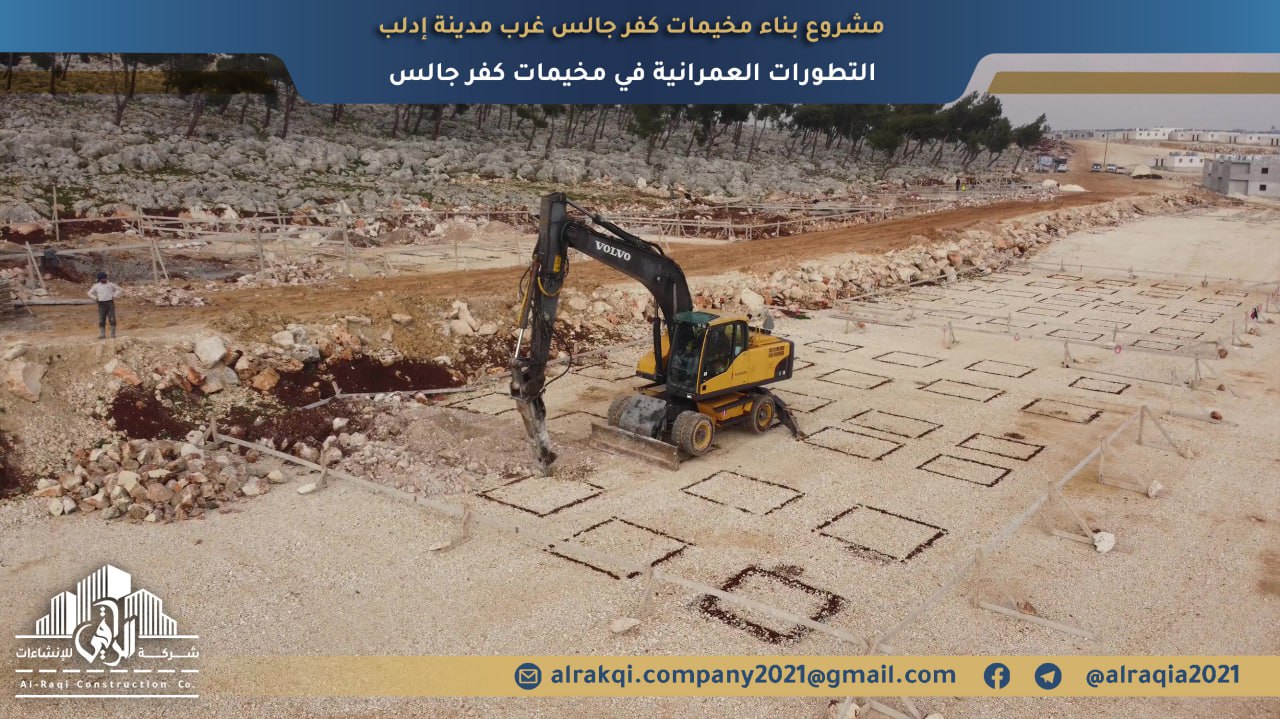 مشروع بناء مخيمات كفر جالس غرب مدينة إدلب
التطورات العمرانية في مخيمات كفر جالس
VOLVO
الراقي
شركة للإنشاءات
Al-Raqi Construction Co.
alrakqi.company2021@gmail.com
@alraqia2021